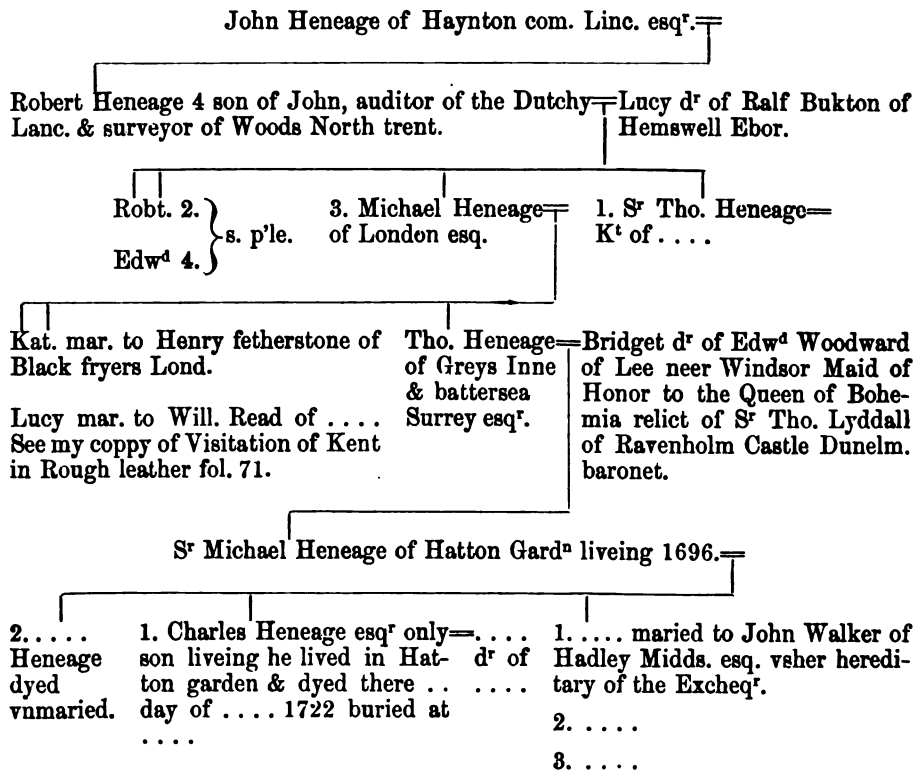 John Heneage of Haynton com. Linc. esqʳ.
Robert Heneage 4 son of John, auditor of the Dutchy
Lanc. & surveyor of Woods North trent.
Lucy dʳ of Ralf Bukton of
Hemswell Ebor.
Robt. 2.
Edwᵈ 4.
s. p'le.
3. Michael Heneage
of London esq.
1. Sʳ Tho. Heneage
Kᵗ of . . . .
Kat. mar. to Henry fetherstone of
Black fryers Lond.
Lucy mar. to Will. Read of . . . .
See my coppy of Visitation of Kent
in Rough leather fol. 71.
Tho. Heneage
of Greys Inne
& battersea
Surrey esqʳ.
Bridget dʳ of Edwᵈ Woodward
of Lee neer Windsor Maid of
Honor to the Queen of Bohe-
mia relict of Sʳ Tho. Lyddall
of Ravenholm Castle Dunelm.
baronet.
Sʳ Michael Heneage of Hatton Gardⁿ liveing 1696.
2. . . . .
Heneage
dyed
vnmaried.
1. Charles Heneage esqʳ only
son liveing he lived in Hat-
ton garden & dyed there . .
day of . . . . 1722 buried at
. . . .
. . . .
dʳ of
. . . .
1. . . . . maried to John Walker of
Hadley Midds. esq. vsher heredi-
tary of the Excheqʳ.
2. . . . .
3. . . . .